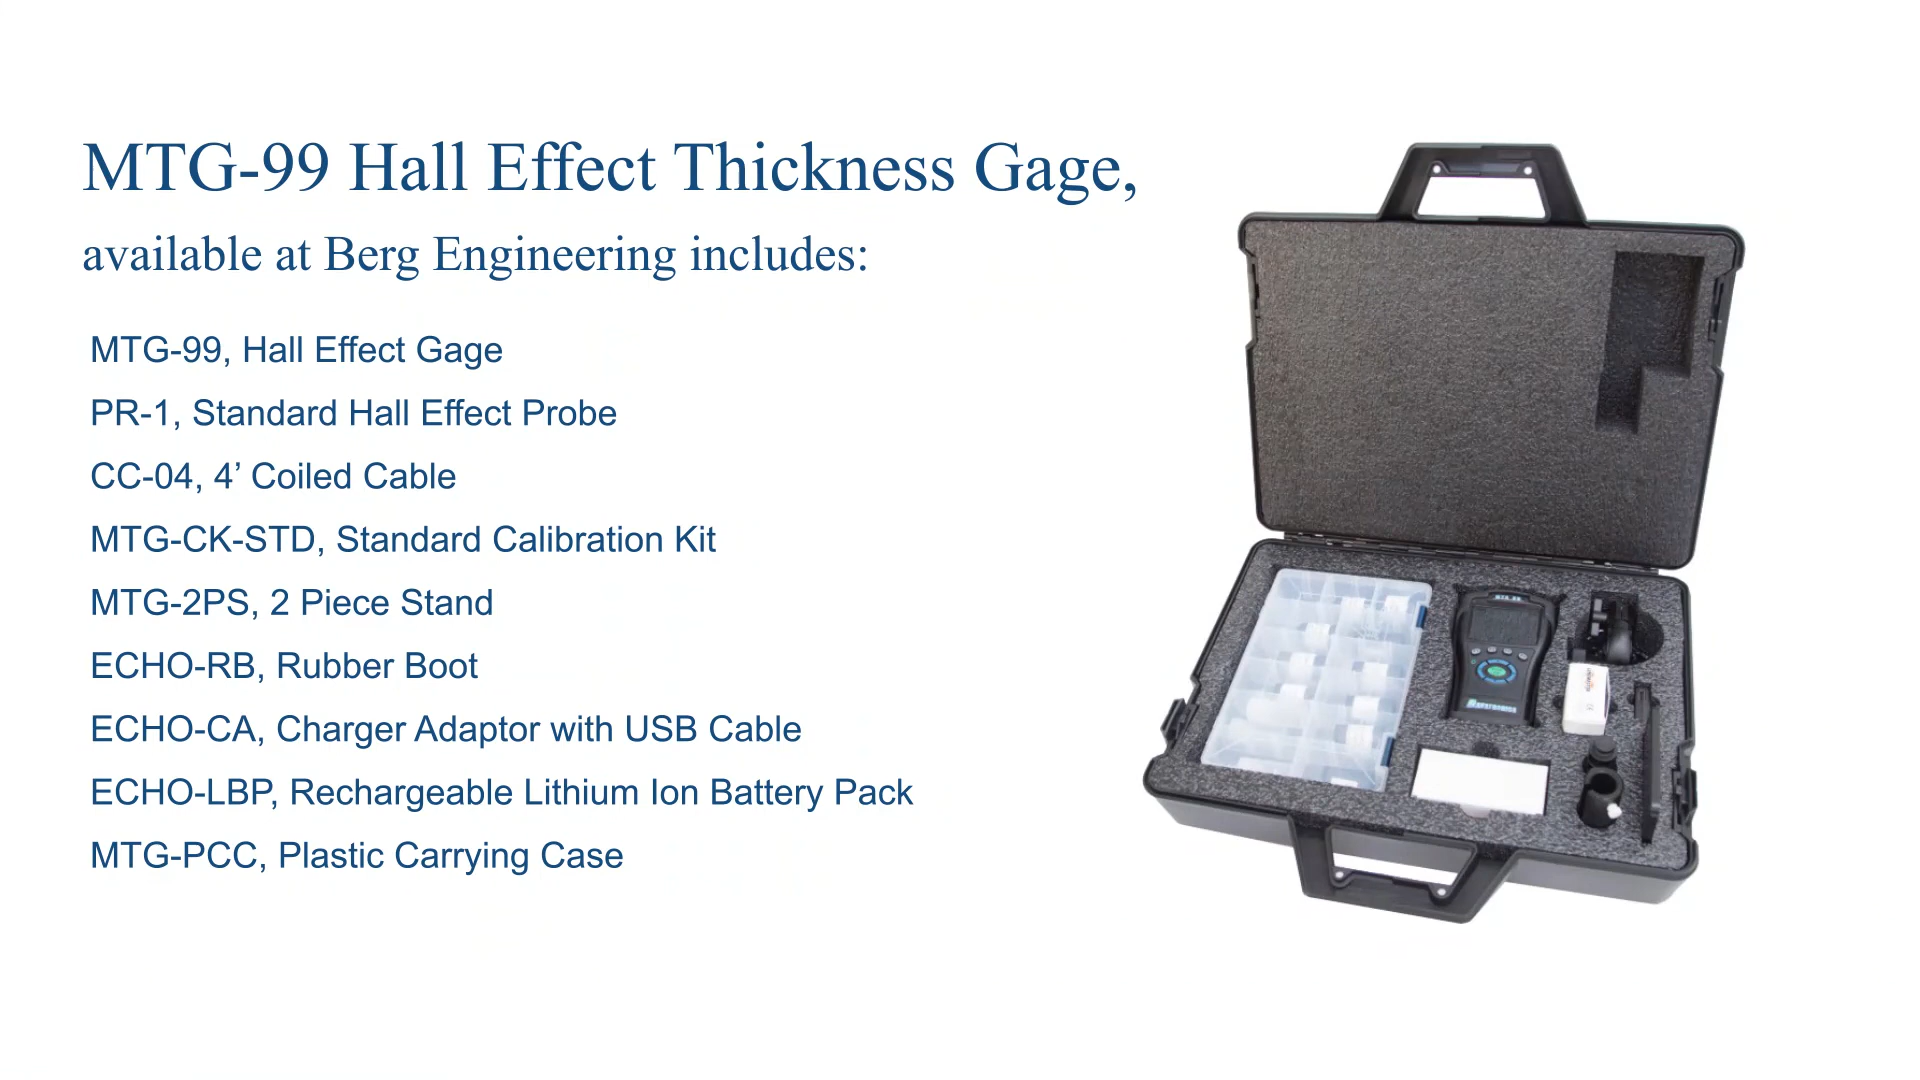 MTG-99 Hall Effect Thickness Gage,
available at Berg Engineering includes:
MTG-99, Hall Effect Gage
PR-1, Standard Hall Effect Probe
CC-04, 4’ Coiled Cable
MTG-CK-STD, Standard Calibration Kit
MTG-2PS, 2 Piece Stand
ECHO-RB, Rubber Boot
ECHO-CA, Charger Adaptor with USB Cable
ECHO-LBP, Rechargeable Lithium Ion Battery Pack
MTG-PCC, Plastic Carrying Case